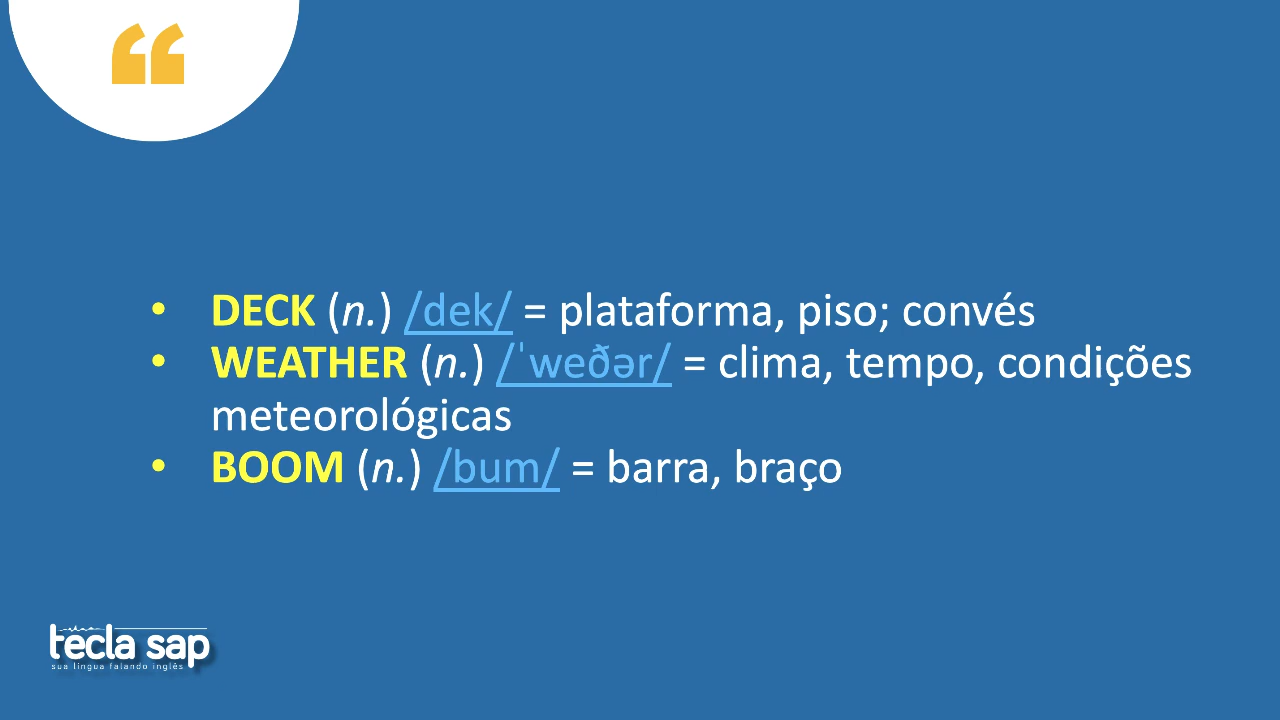 “
• DECK (n.) /dek/ = plataforma, piso; convés
• WEATHER (n.) /ˈweðər/ = clima, tempo, condições
meteorológicas
• BOOM (n.) /bum/ = barra, braço
tecla sap
sua língua falando inglês